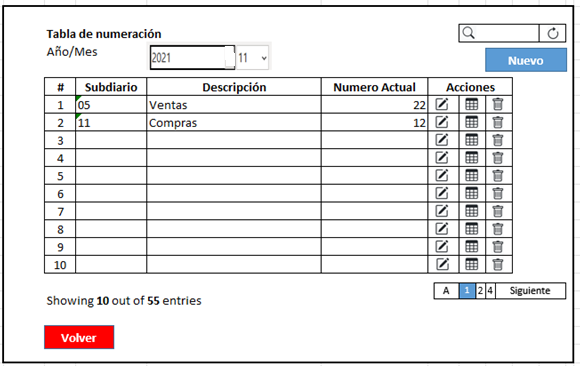 Tabla de numeración
Año/Mes 2021 11
Nuevo
# Subdiario Descripción Numero Actual Acciones
1 05 Ventas 22
2 11 Compras 12
3
4
5
6
7
8
9
10
Showing 10 out of 55 entries
A 1 2 4 Siguiente
Volver